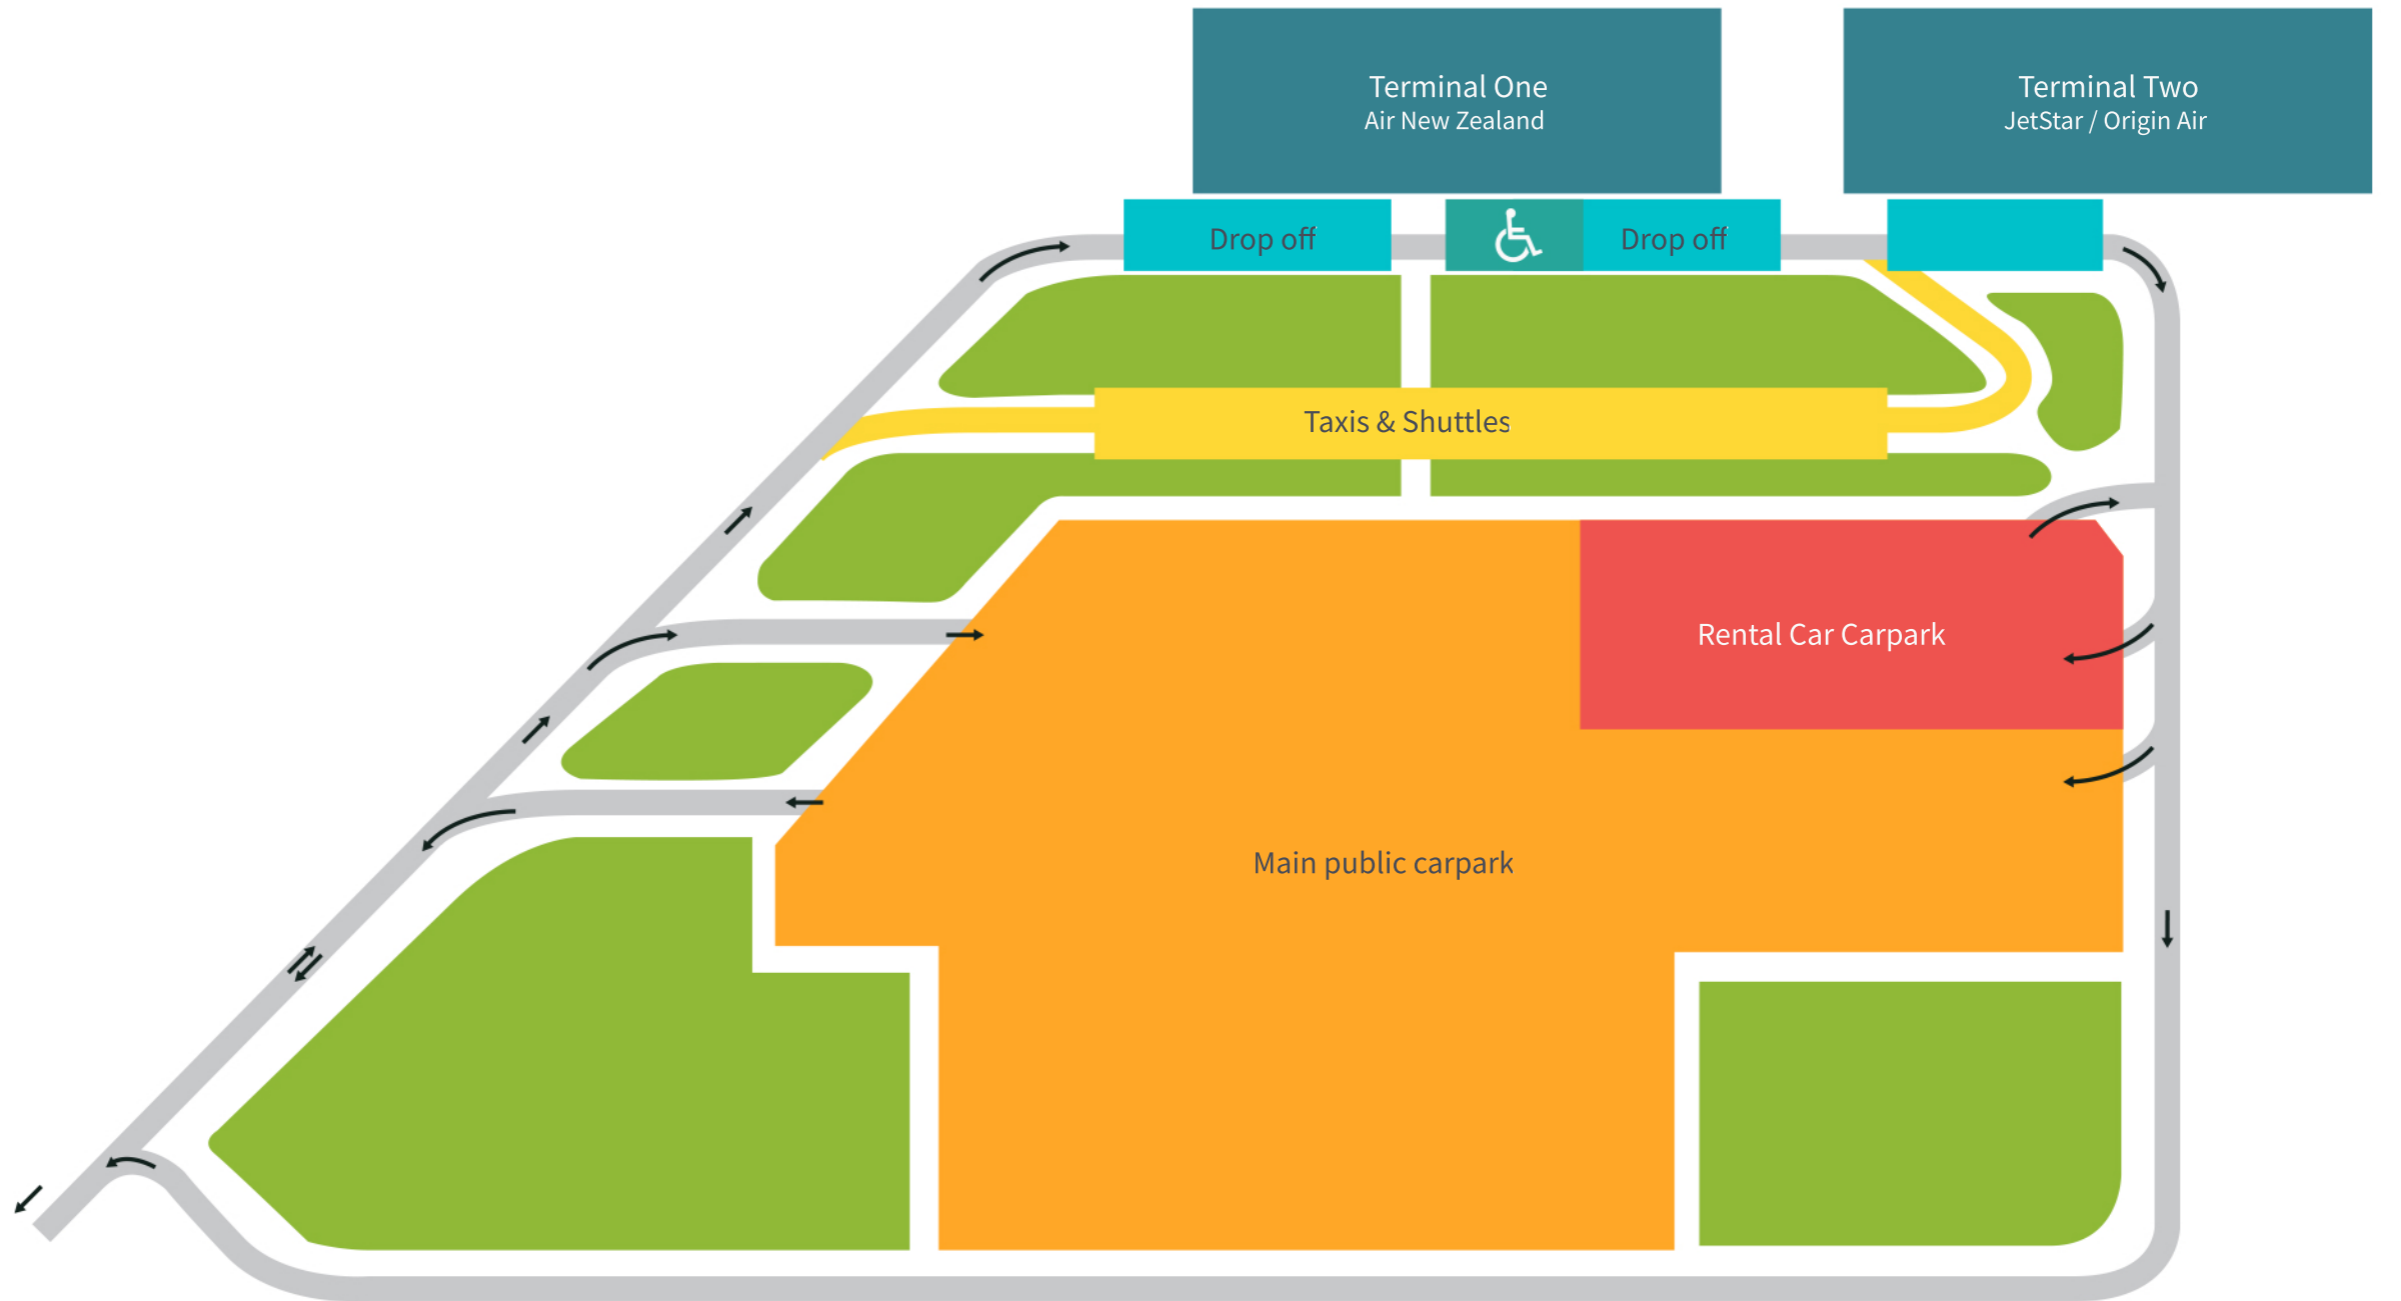 Terminal One
Air New Zealand
Terminal Two
JetStar / Origin Air
Drop off
Drop off
Taxis & Shuttles
Rental Car Carpark
Main public carpark